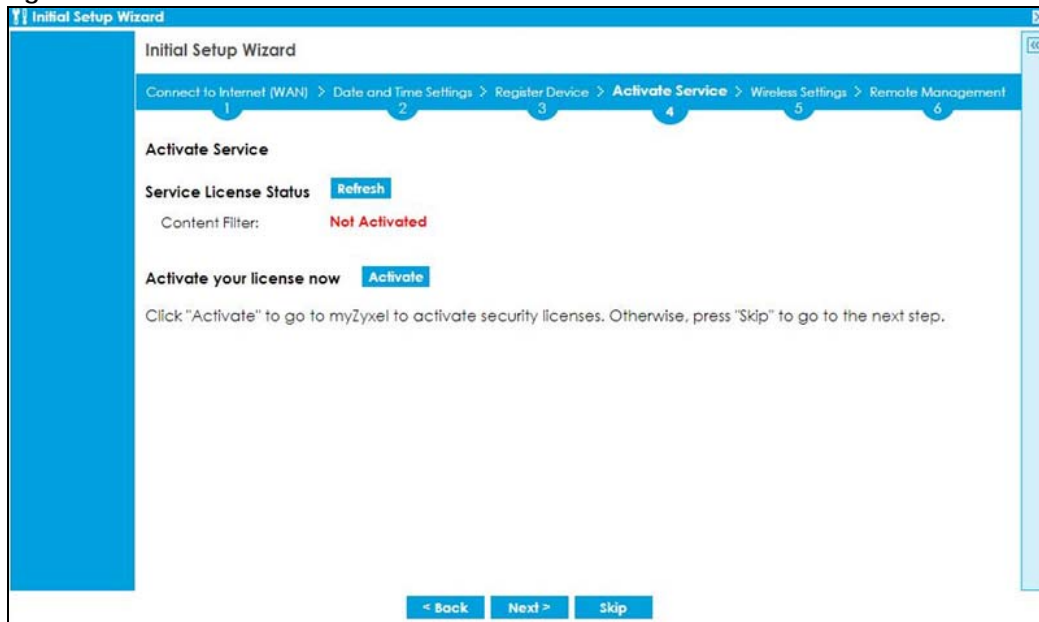 Initial Setup Wizard
Initial Setup Wizard
Connect to Internet (WAN) > Date and Time Settings > Register Device > Activate Service > Wireless Settings > Remote Management
1 2 3 4 5 6
Activate Service
Service License Status Refresh
Content Filter: Not Activated
Activate your license now Activate
Click "Activate" to go to myZyxel to activate security licenses. Otherwise, press "Skip" to go to the next step.
< Back Next > Skip